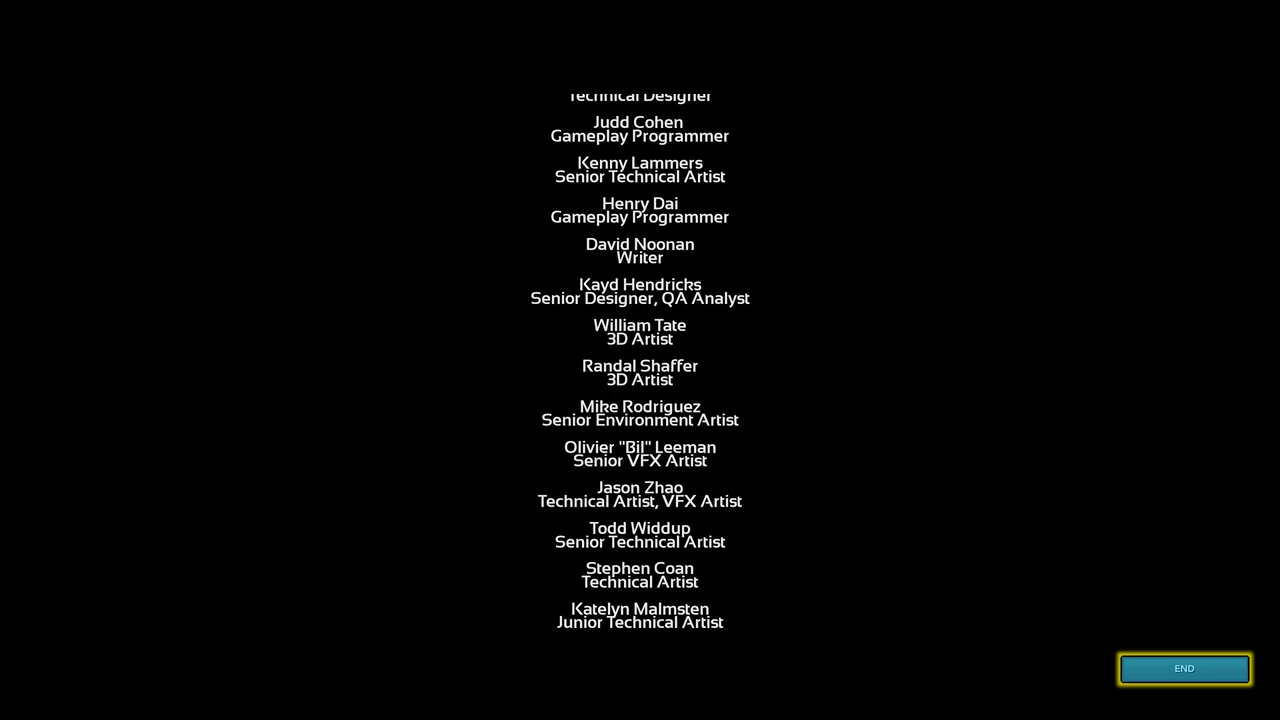 Technical Designer
Judd Cohen
Gameplay Programmer
Kenny Lammers
Senior Technical Artist
Henry Dai
Gameplay Programmer
David Noonan
Writer
Kayd Hendricks
Senior Designer, QA Analyst
William Tate
3D Artist
Randal Shaffer
3D Artist
Mike Rodriguez
Senior Environment Artist
Olivier "Bil" Leeman
Senior VFX Artist
Jason Zhao
Technical Artist, VFX Artist
Todd Widdup
Senior Technical Artist
Stephen Coan
Technical Artist
Katelyn Malmsten
Junior Technical Artist
END